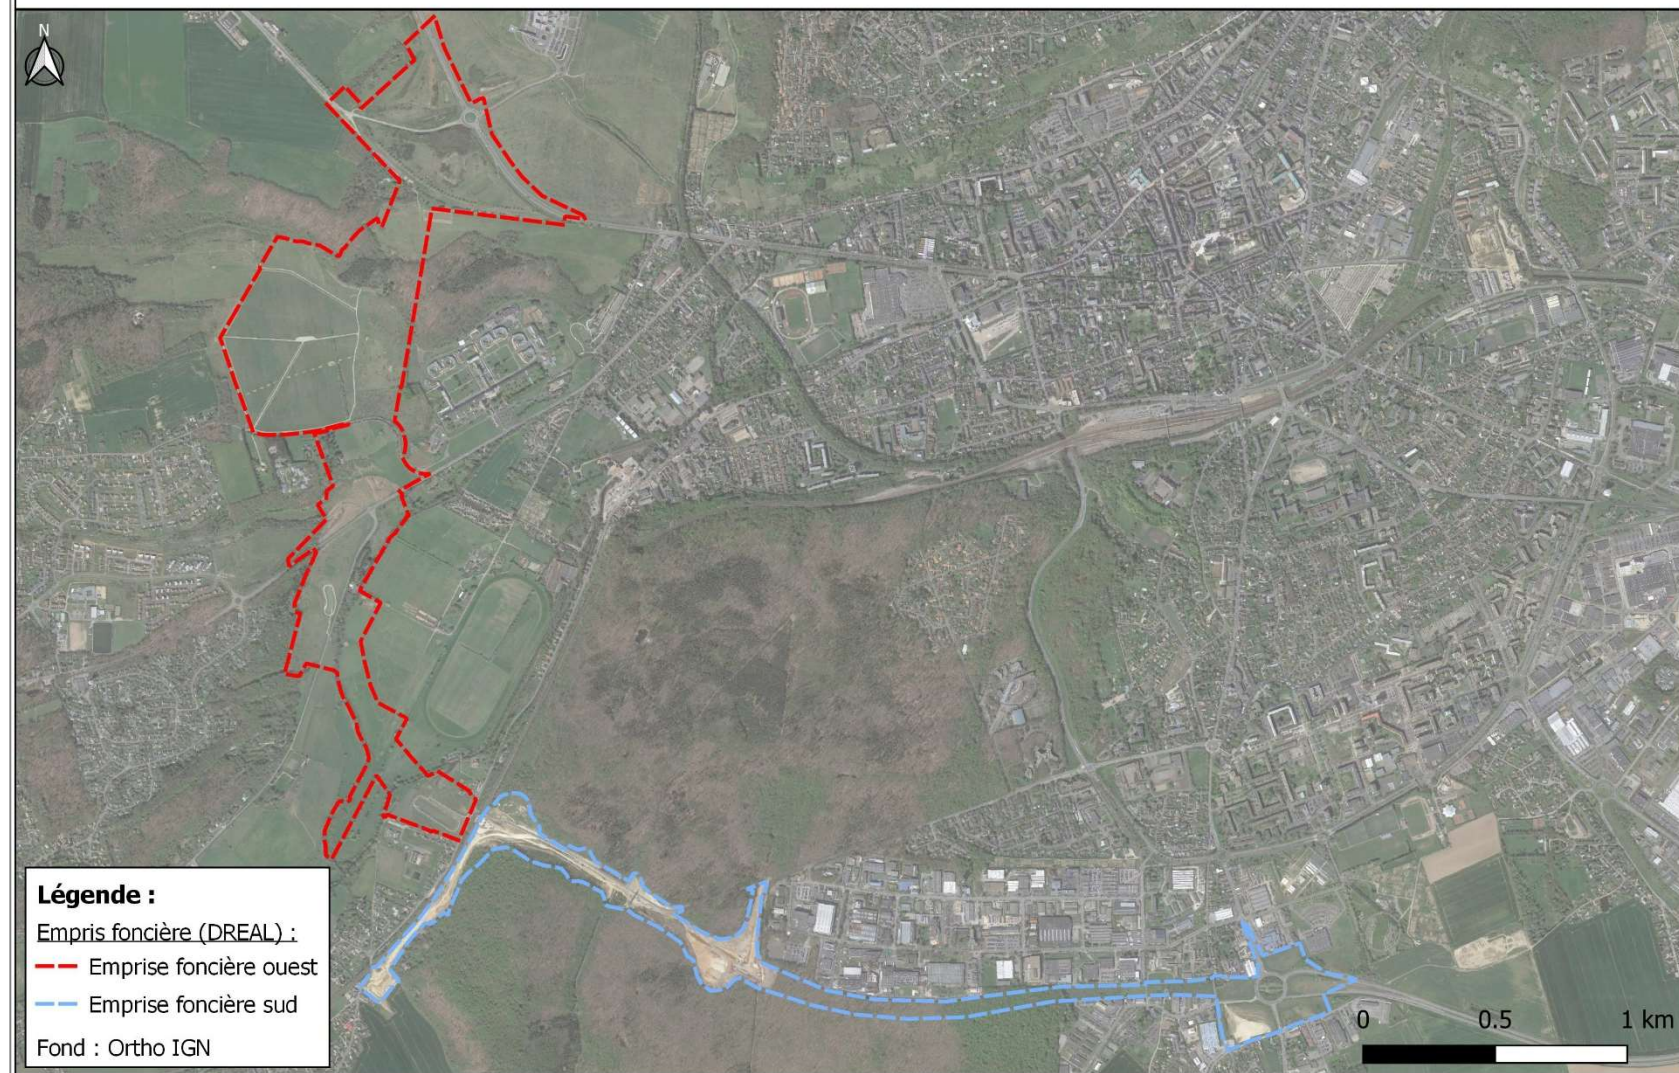 N
Légende :
Empris foncière (DREAL) :
Emprise foncière ouest
Emprise foncière sud
Fond : Ortho IGN
0 0.5 1 km